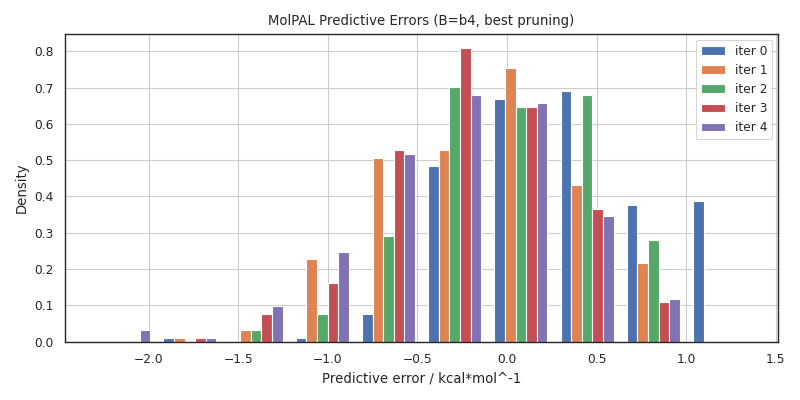 MolPAL Predictive Errors (B=b4, best pruning)
0.8
0.7
0.6
0.5
0.4
0.3
0.2
0.1
0.0
Density
iter 0
iter 1
iter 2
iter 3
iter 4
−2.0 −1.5 −1.0 −0.5 0.0 0.5 1.0 1.5
Predictive error / kcal*mol^-1